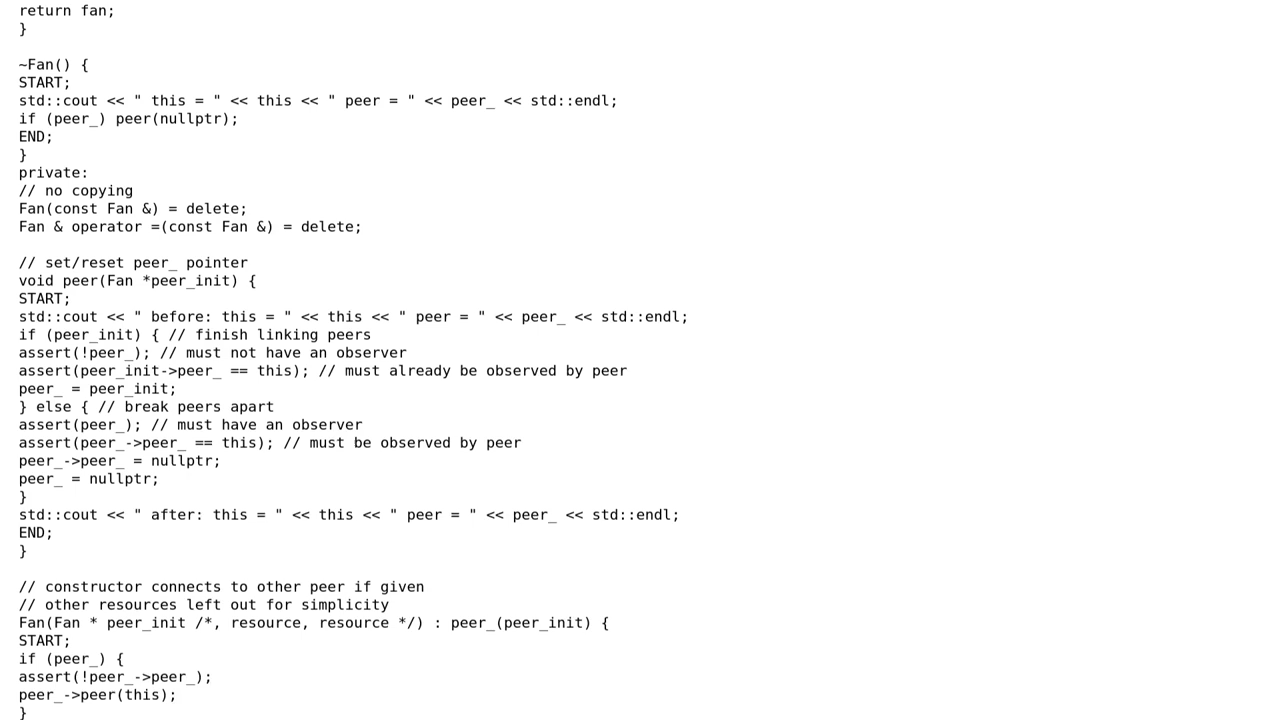 return fan;
}
~Fan() {
START;
std::cout << " this = " << this << " peer = " << peer_ << std::endl;
if (peer_) peer(nullptr);
END;
}
private:
// no copying
Fan(const Fan &) = delete;
Fan & operator =(const Fan &) = delete;
// set/reset peer_ pointer
void peer(Fan *peer_init) {
START;
std::cout << " before: this = " << this << " peer = " << peer_ << std::endl;
if (peer_init) { // finish linking peers
assert(!peer_); // must not have an observer
assert(peer_init->peer_ == this); // must already be observed by peer
peer_ = peer_init;
} else { // break peers apart
assert(peer_); // must have an observer
assert(peer_->peer_ == this); // must be observed by peer
peer_->peer_ = nullptr;
peer_ = nullptr;
}
std::cout << " after: this = " << this << " peer = " << peer_ << std::endl;
END;
}
// constructor connects to other peer if given
// other resources left out for simplicity
Fan(Fan * peer_init /*, resource, resource */) : peer_(peer_init) {
START;
if (peer_) {
assert(!peer_->peer_);
peer_->peer(this);
}